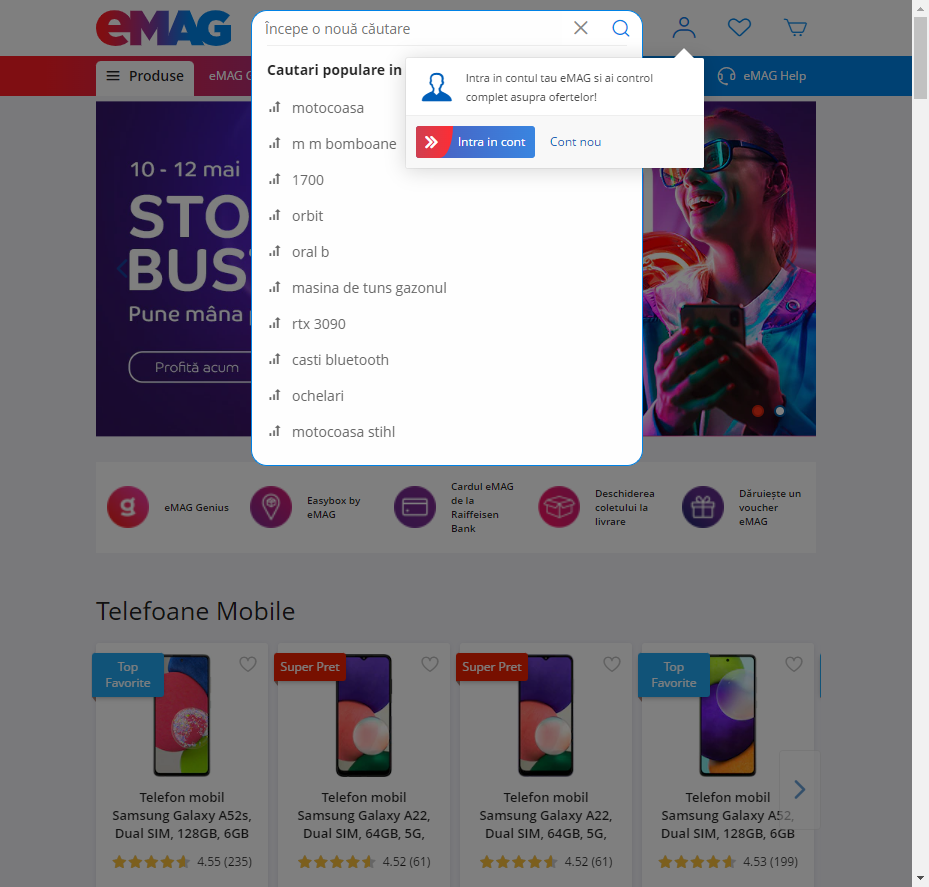 eMAG
Începe o nouă căutare
Produse
eMAG
eMAG Help
Cautari populare in
motocoasa
m m bomboane
1700
orbit
oral b
masina de tuns gazonul
rtx 3090
casti bluetooth
ochelari
motocoasa stihl
Intra in contul tau eMAG si ai control
complet asupra ofertelor!
Intra in cont
Cont nou
10 - 12 mai
Pune mâna
Profită acum
eMAG Genius
Easybox by
eMAG
Cardul eMAG
de la
Raiffeisen
Bank
Deschiderea
coletului la
livrare
Dăruiește un
voucher
eMAG
Telefoane Mobile
Top
Favorite
Telefon mobil
Samsung Galaxy A52s,
Dual SIM, 128GB, 6GB
4.55 (235)
Super Pret
Telefon mobil
Samsung Galaxy A22,
Dual SIM, 64GB, 5G,
4.52 (61)
Super Pret
Telefon mobil
Samsung Galaxy A22,
Dual SIM, 64GB, 5G,
4.52 (61)
Top
Favorite
Telefon mobil
Samsung Galaxy A52,
Dual SIM, 128GB, 6GB
4.53 (199)